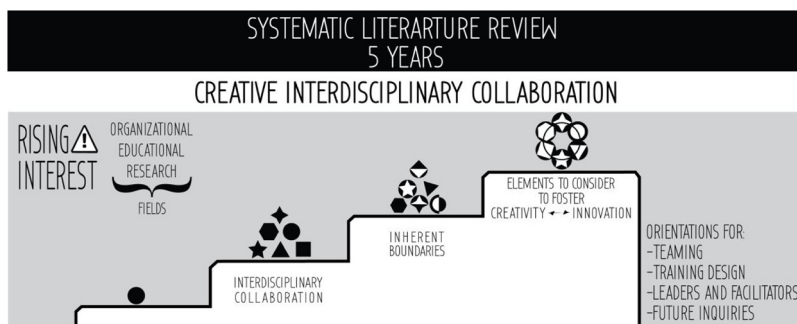 SYSTEMATIC LITERARTURE REVIEW
5 YEARS
CREATIVE INTERDISCIPLINARY COLLABORATION
RISING
INTEREST
ORGANIZATIONAL
EDUCATIONAL
RESEARCH
FIELDS
INTERDISCIPLINARY
COLLABORATION
INHERENT
BOUNDARIES
ELEMENTS TO CONSIDER
TO FOSTER
CREATIVITY ↔ INNOVATION
ORIENTATIONS FOR:
-TEAMING
-TRAINING DESIGN
-LEADERS AND FACILITATORS
-FUTURE INQUIRIES